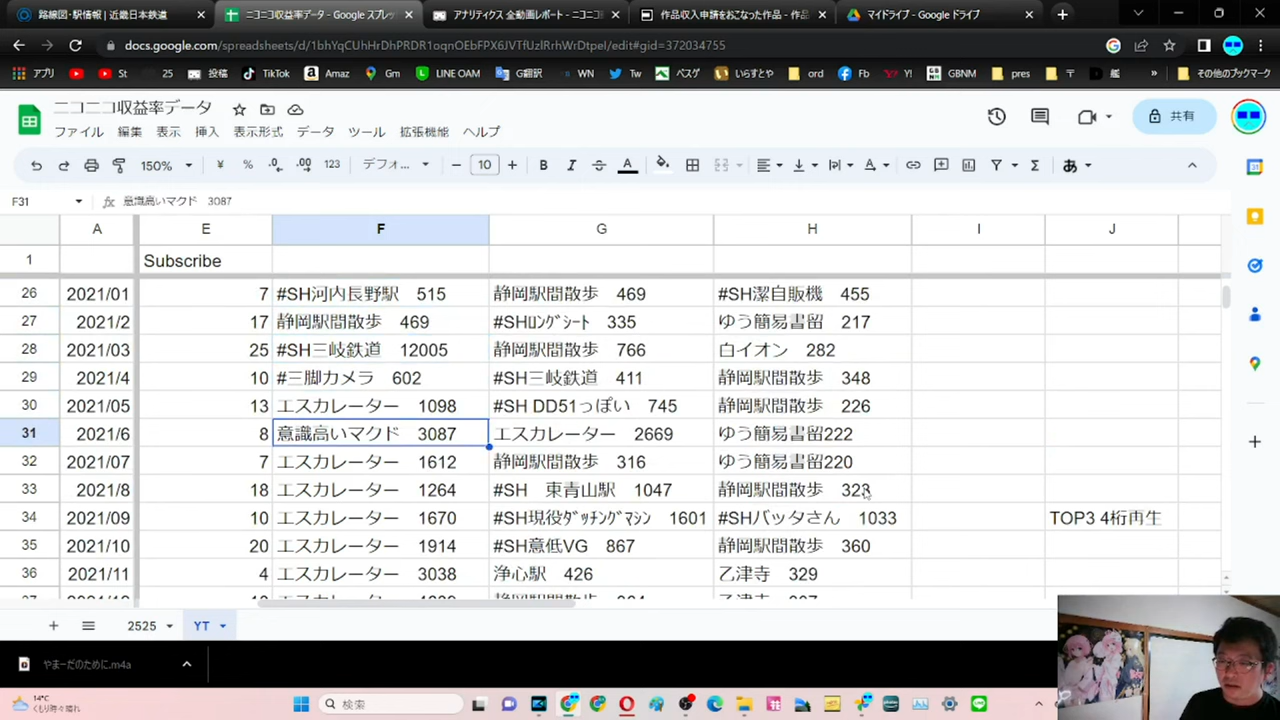 路線図・駅情報 | 近畿日本鉄道
ニコニコ収益率データ - Google スプレッ
アナリティクス 全動画レポート - ニコニコ
作品収入申請をおこなった作品 - 作品
マイドライブ - Google ドライブ
docs.google.com/spreadsheets/d/1bhYqCUhHrDhPRDR1oqnOEbFPX6JVTfUzIRrhWrDtpeI/edit#gid=372034755
アプリ St 25 投稿 TikTok Amaz Gm LINE OAM G翻訳 WN Tw ベスゲ いらすとや ord Fb Y! GBNM pres 〒 艦 » その他のブックマーク
ニコニコ収益率データ
共有
ファイル 編集 表示 挿入 表示形式 データ ツール 拡張機能 ヘルプ
150% ¥ % .0 .00 123 デフォ... 10 B I A Σ あ
F31 fx 意識高いマクド 3087
A E F G H I J
1 Subscribe
26 2021/01 7 #SH河内長野駅 515 静岡駅間散歩 469 #SH潔自販機 455
27 2021/2 17 静岡駅間散歩 469 #SHﾛﾝｸﾞｼｰﾄ 335 ゆう簡易書留 217
28 2021/03 25 #SH三岐鉄道 12005 静岡駅間散歩 766 白イオン 282
29 2021/4 10 #三脚カメラ 602 #SH三岐鉄道 411 静岡駅間散歩 348
30 2021/05 13 エスカレーター 1098 #SH DD51っぽい 745 静岡駅間散歩 226
31 2021/6 8 意識高いマクド 3087 エスカレーター 2669 ゆう簡易書留222
32 2021/07 7 エスカレーター 1612 静岡駅間散歩 316 ゆう簡易書留220
33 2021/8 18 エスカレーター 1264 #SH 東青山駅 1047 静岡駅間散歩 323
34 2021/09 10 エスカレーター 1670 #SH現役ﾀﾞｯﾁﾝｸﾞﾏｼﾝ 1601 #SHバッタさん 1033 TOP3 4桁再生
35 2021/10 20 エスカレーター 1914 #SH意低VG 867 静岡駅間散歩 360
36 2021/11 4 エスカレーター 3038 浄心駅 426 乙津寺 329
2525 YT
やまーだのために.m4a
14°C
くもり時々晴れ
検索